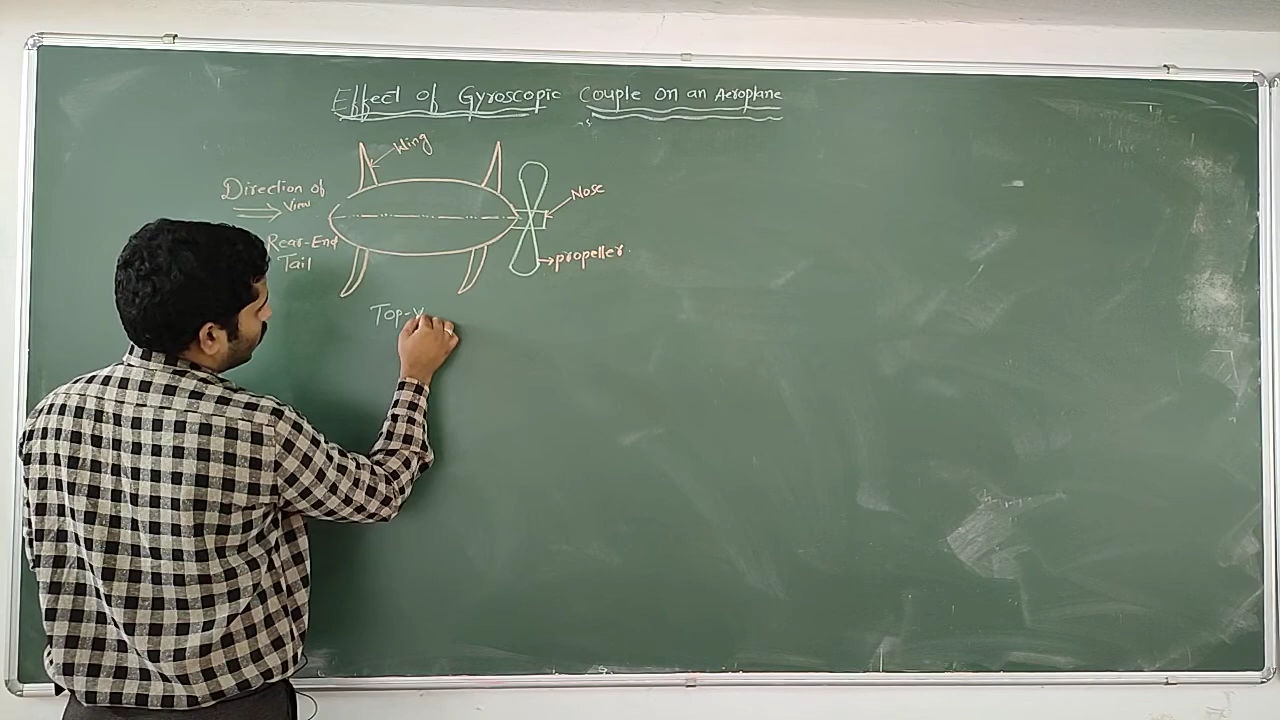 Effect of Gyroscopic Couple on an Aeroplane
Wing
Direction of
View
Nose
Rear-End
Tail
propeller.
Top-V